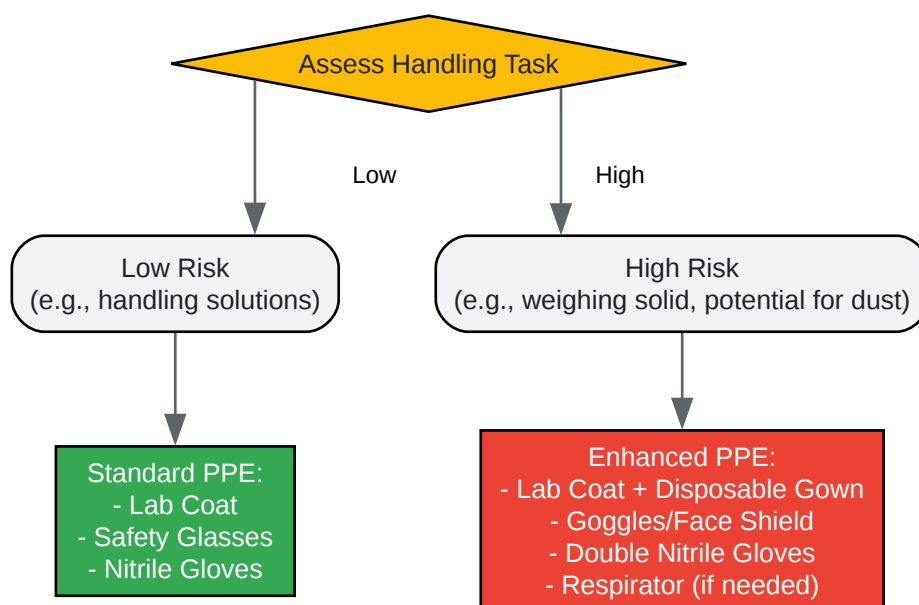 Assess Handling Task
Low
High
Low Risk
(e.g., handling solutions)
High Risk
(e.g., weighing solid, potential for dust)
Standard PPE:
- Lab Coat
- Safety Glasses
- Nitrile Gloves
Enhanced PPE:
- Lab Coat + Disposable Gown
- Goggles/Face Shield
- Double Nitrile Gloves
- Respirator (if needed)